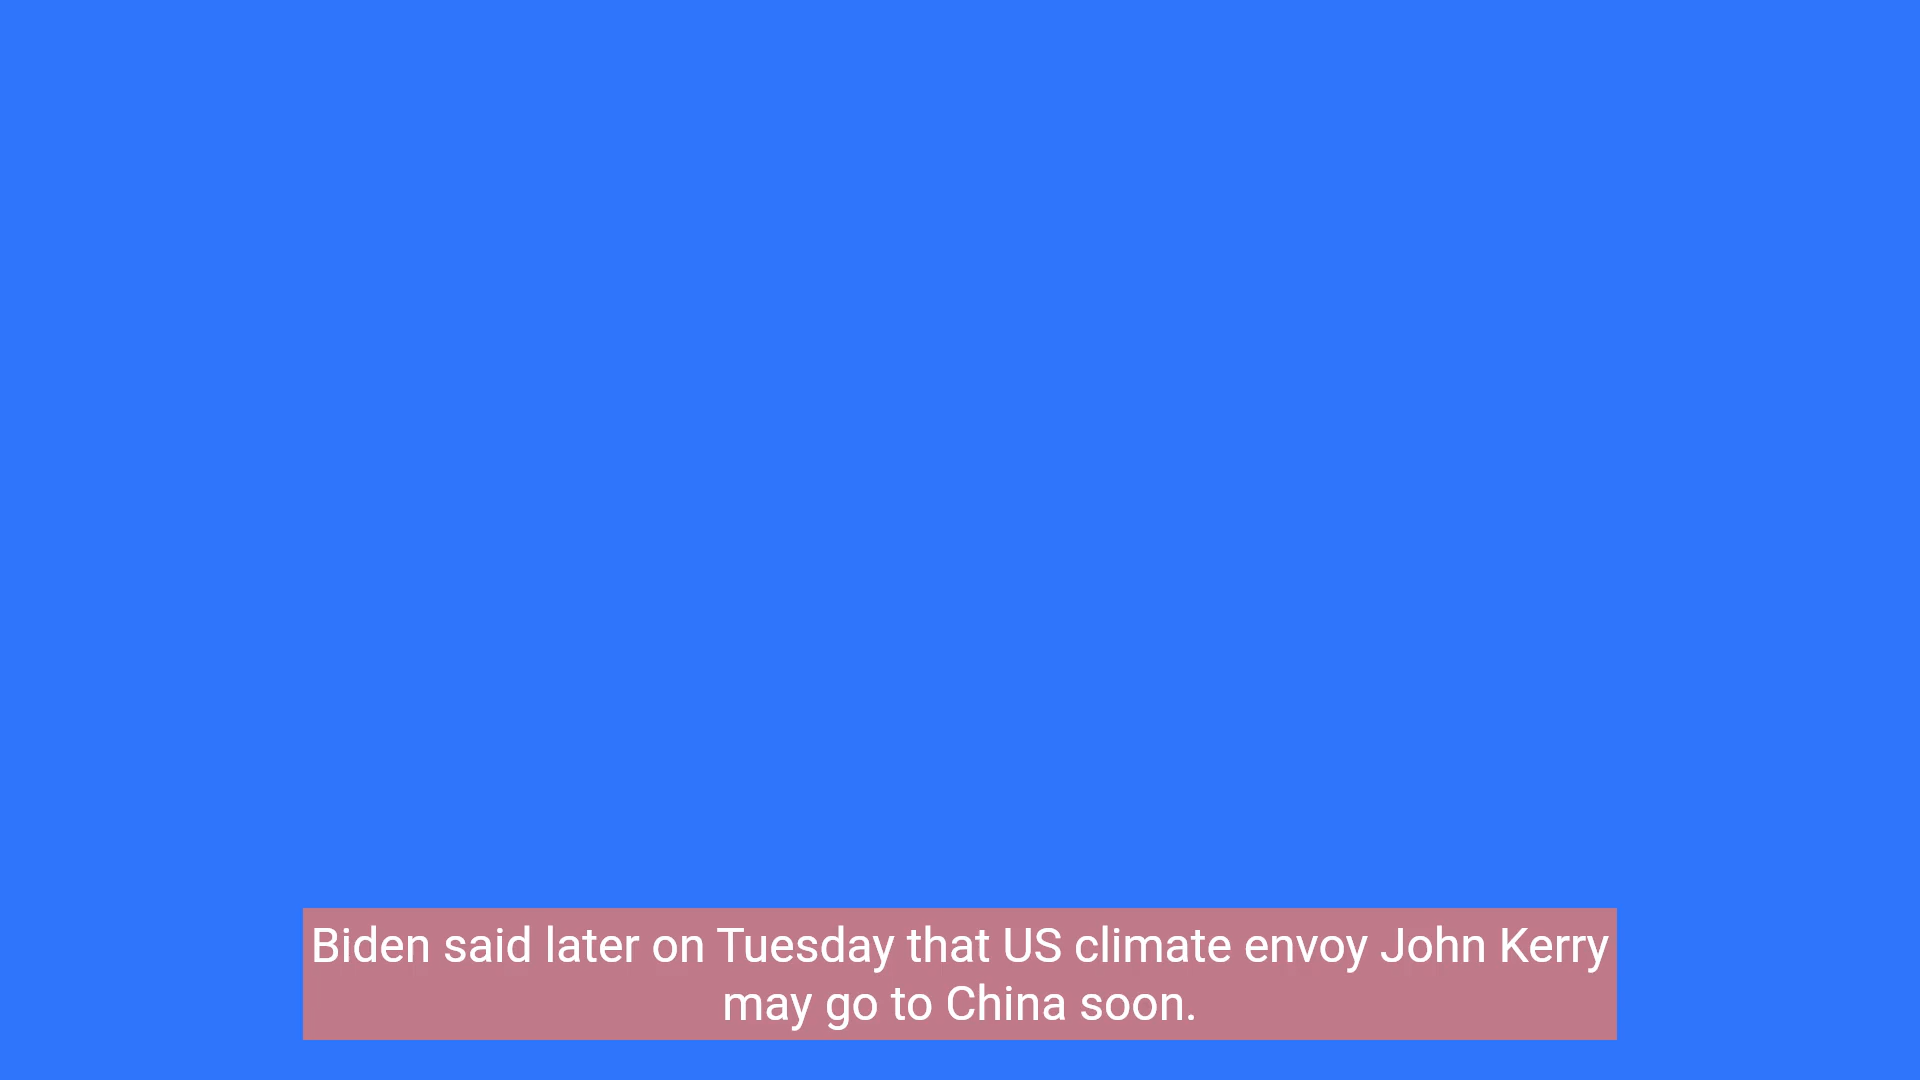 Biden said later on Tuesday that US climate envoy John Kerry
may go to China soon.